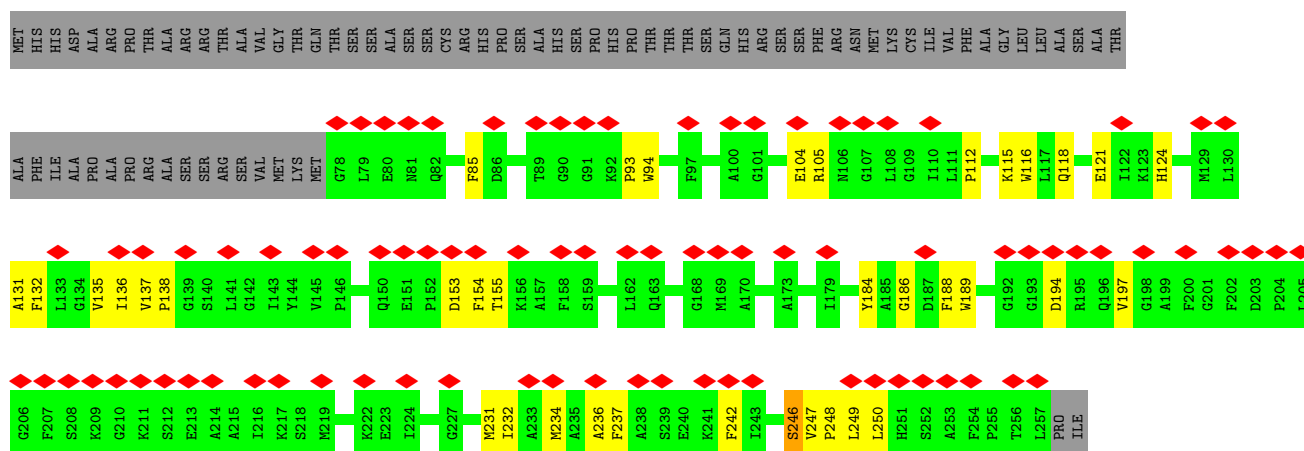 MET HIS HIS ASP ALA ARG PRO THR ALA ARG ARG THR ALA VAL GLY THR GLN THR SER SER ALA SER SER CYS ARG HIS PRO SER ALA HIS SER PRO HIS PRO THR THR THR SER GLN HIS ARG SER SER PHE ARG ASN MET LYS CYS ILE VAL PHE ALA GLY LEU LEU ALA SER ALA THR
ALA PHE ILE ALA PRO ALA PRO ARG ALA SER SER ARG SER VAL MET LYS MET G78 L79 E80 N81 Q82 F85 D86 T89 G90 G91 K92 P93 W94 F97 A100 G101 E104 R105 N106 G107 L108 G109 I110 L111 P112 K115 W116 L117 Q118 E121 I122 K123 H124 M129 L130
A131 F132 L133 G134 V135 I136 V137 P138 G139 S140 L141 G142 I143 Y144 V145 P146 Q150 E151 P152 D153 F154 T155 K156 A157 F158 S159 L162 Q163 G168 M169 A170 A173 I179 Y184 A185 G186 D187 F188 W189 G192 G193 D194 R195 Q196 V197 G198 A199 F200 G201 F202 D203 P204 L205
G206 F207 S208 K209 G210 K211 S212 E213 A214 A215 I216 K217 S218 M219 K222 E223 I224 G227 M231 I232 A233 M234 A235 A236 F237 A238 S239 E240 K241 F242 I243 S246 V247 P248 L249 L250 H251 S252 A253 F254 P255 T256 L257 PRO ILE